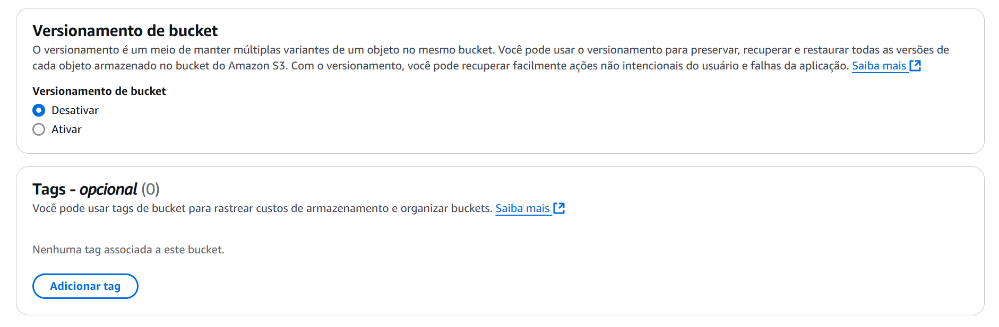 Versionamento de bucket
O versionamento é um meio de manter múltiplas variantes de um objeto no mesmo bucket. Você pode usar o versionamento para preservar, recuperar e restaurar todas as versões de
cada objeto armazenado no bucket do Amazon S3. Com o versionamento, você pode recuperar facilmente ações não intencionais do usuário e falhas da aplicação. Saiba mais
Versionamento de bucket
Desativar
Ativar
Tags - opcional (0)
Você pode usar tags de bucket para rastrear custos de armazenamento e organizar buckets. Saiba mais
Nenhuma tag associada a este bucket.
Adicionar tag